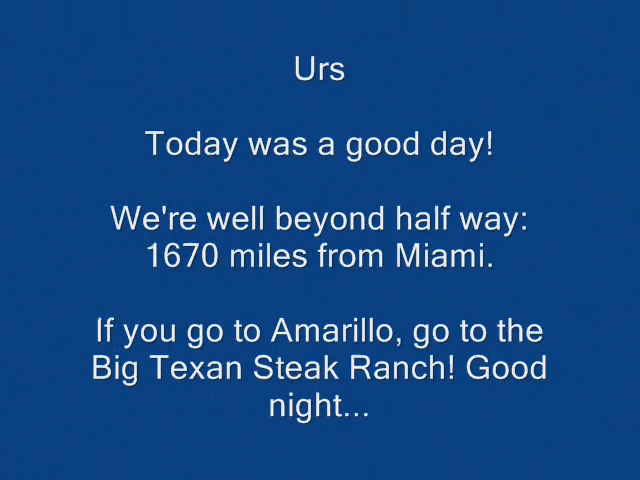 Urs
Today was a good day!
We're well beyond half way:
1670 miles from Miami.
If you go to Amarillo, go to the
Big Texan Steak Ranch! Good
night...